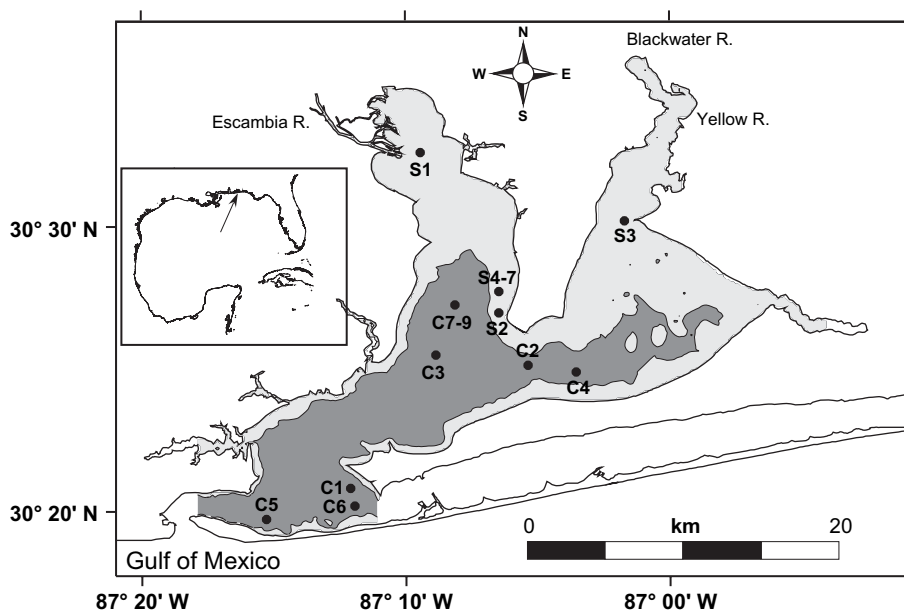 Blackwater R.
N
W
E
S
Escambia R.
Yellow R.
S1
30° 30' N
S3
S4-7
C7-9
S2
C2
C3
C4
C1
C5
C6
30° 20' N
0
km
20
Gulf of Mexico
87° 20' W
87° 10' W
87° 00' W